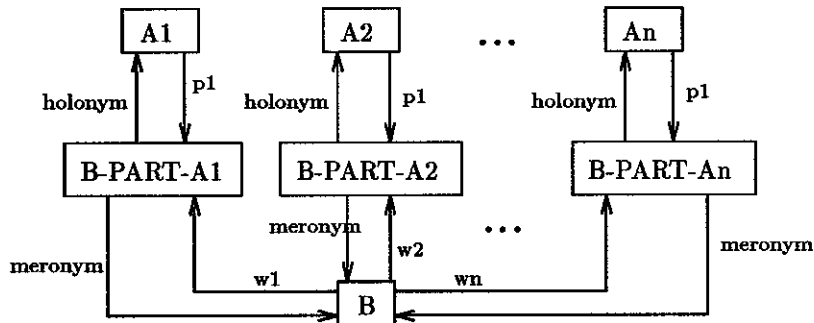 A1 A2 ... An
holonym p1 holonym p1 holonym p1
B-PART-A1 B-PART-A2 B-PART-An
meronym ...
meronym w2 meronym
w1 wn
B